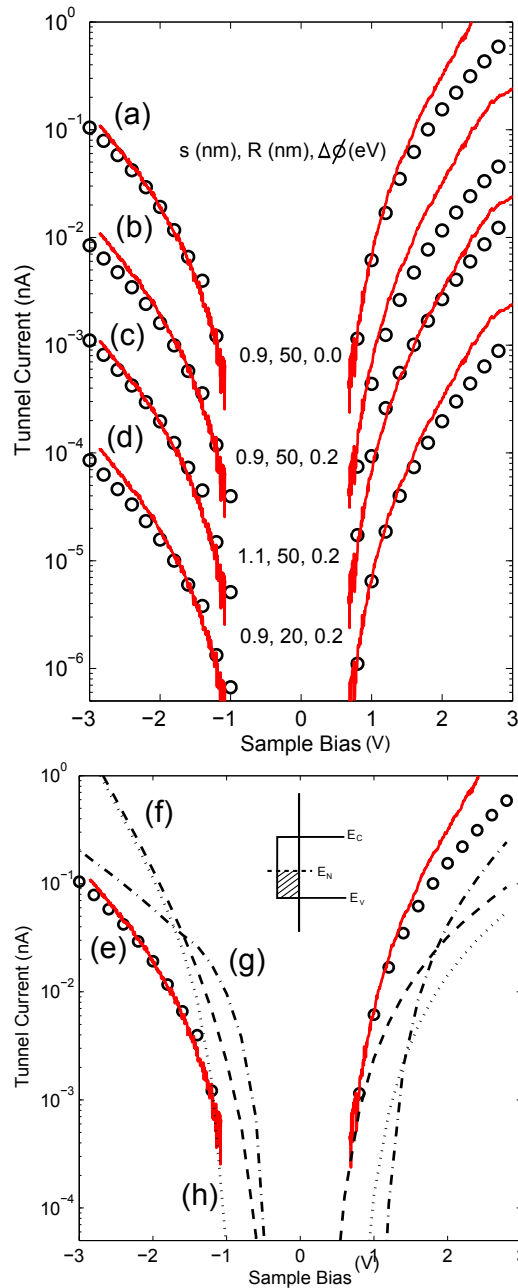 10^0
10^-1
10^-2
10^-3
10^-4
10^-5
10^-6
Tunnel Current (nA)
(a)
(b)
(c)
(d)
s (nm), R (nm), Δϕ(eV)
0.9, 50, 0.0
0.9, 50, 0.2
1.1, 50, 0.2
0.9, 20, 0.2
-3 -2 -1 0 1 2 3
Sample Bias (V)
10^0
10^-1
10^-2
10^-3
10^-4
Tunnel Current (nA)
(f)
(e)
(g)
(h)
E_C
E_N
E_V
-3 -2 -1 0 1 2 3
Sample Bias (V)